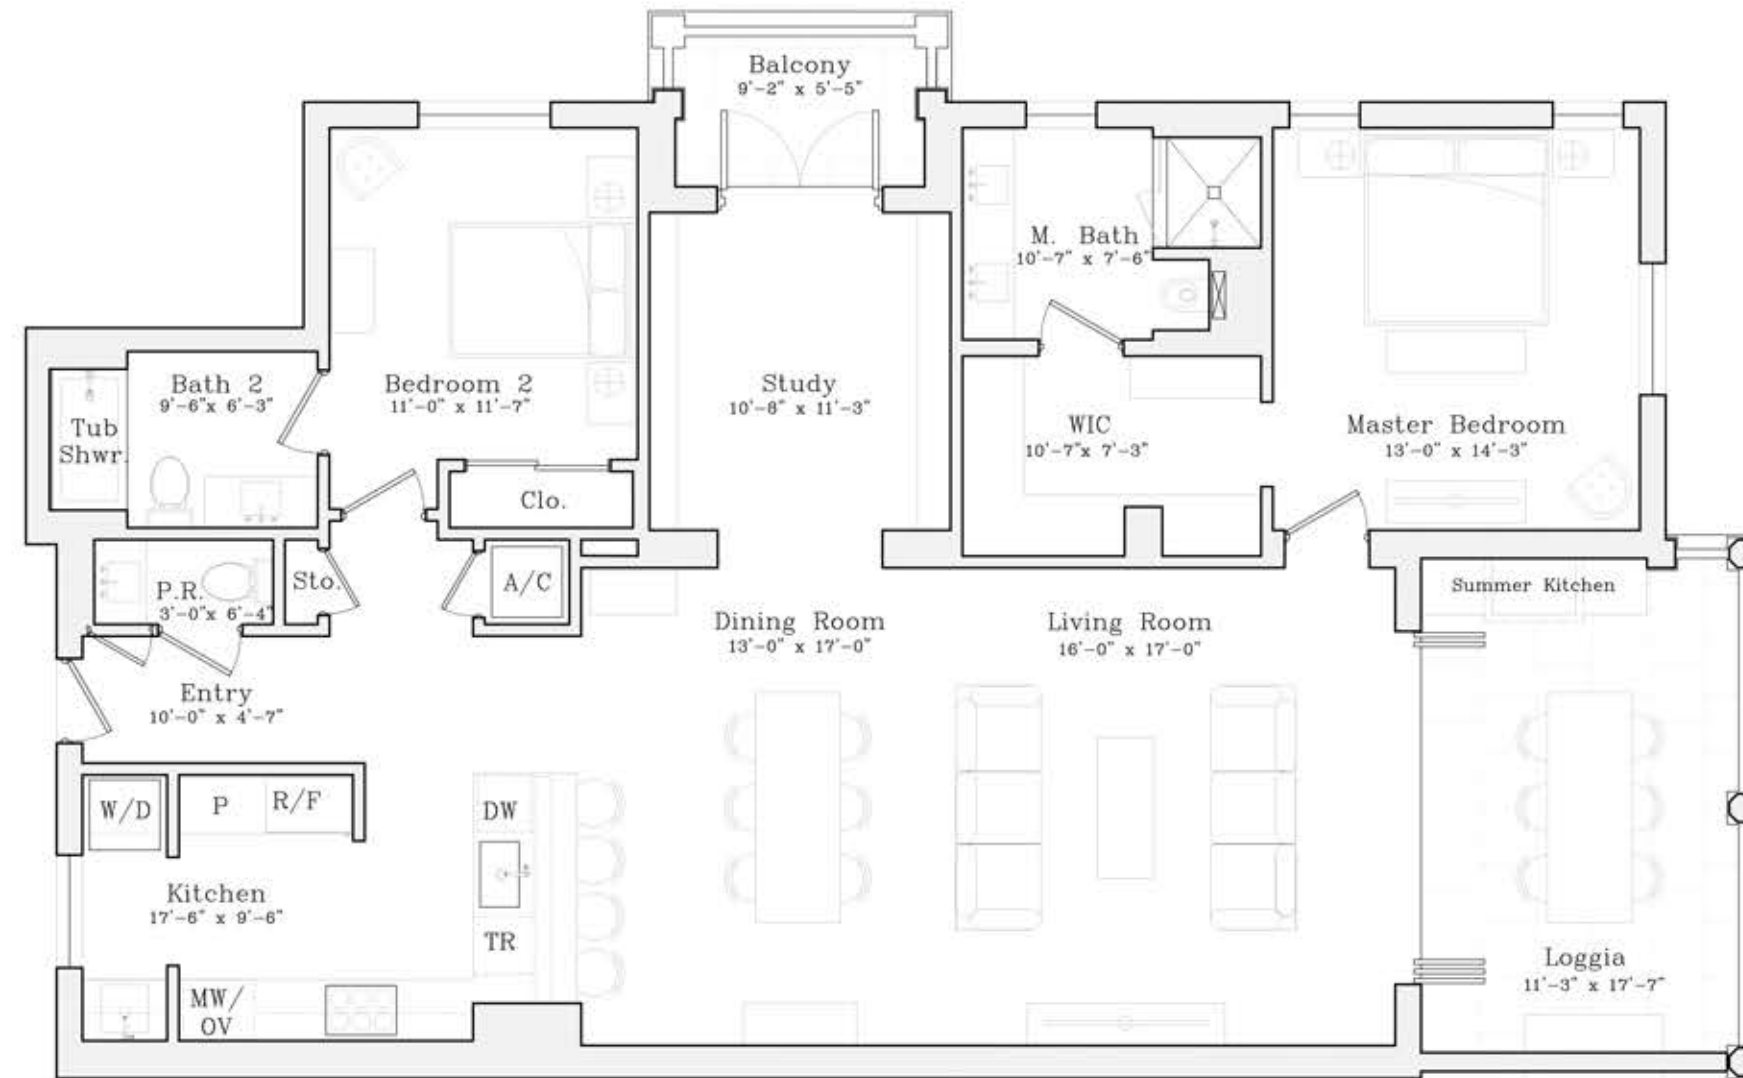 Balcony
9'-2" x 5'-5"
M. Bath
10'-7" x 7'-6"
Bath 2
9'-6"x 6'-3"
Bedroom 2
11'-0" x 11'-7"
Study
10'-8" x 11'-3"
WIC
10'-7"x 7'-3"
Master Bedroom
13'-0" x 14'-3"
Tub
Shwr.
Clo.
P.R.
3'-0"x 6'-4"
Sto.
A/C
Summer Kitchen
Dining Room
13'-0" x 17'-0"
Living Room
16'-0" x 17'-0"
Entry
10'-0" x 4'-7"
W/D
P
R/F
DW
Kitchen
17'-6" x 9'-6"
TR
MW/
OV
Loggia
11'-3" x 17'-7"